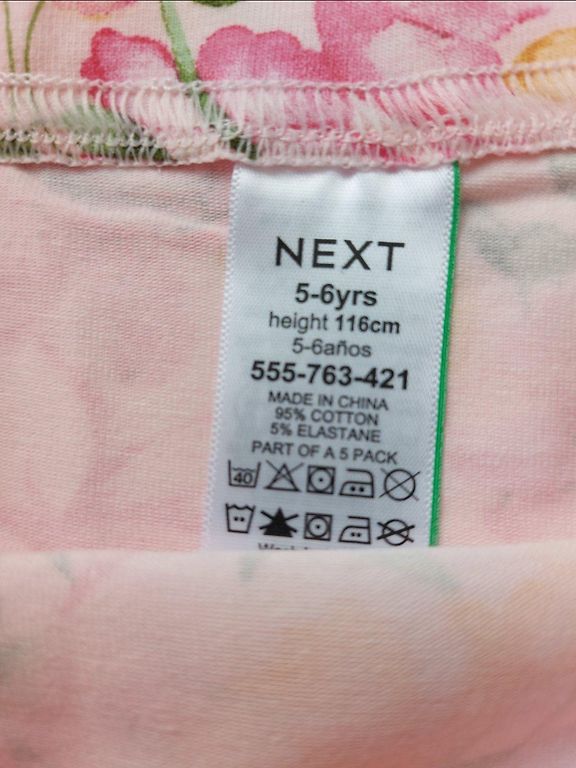 NEXT
5-6yrs
height 116cm
5-6años
555-763-421
MADE IN CHINA
95% COTTON
5% ELASTANE
PART OF A 5 PACK
40